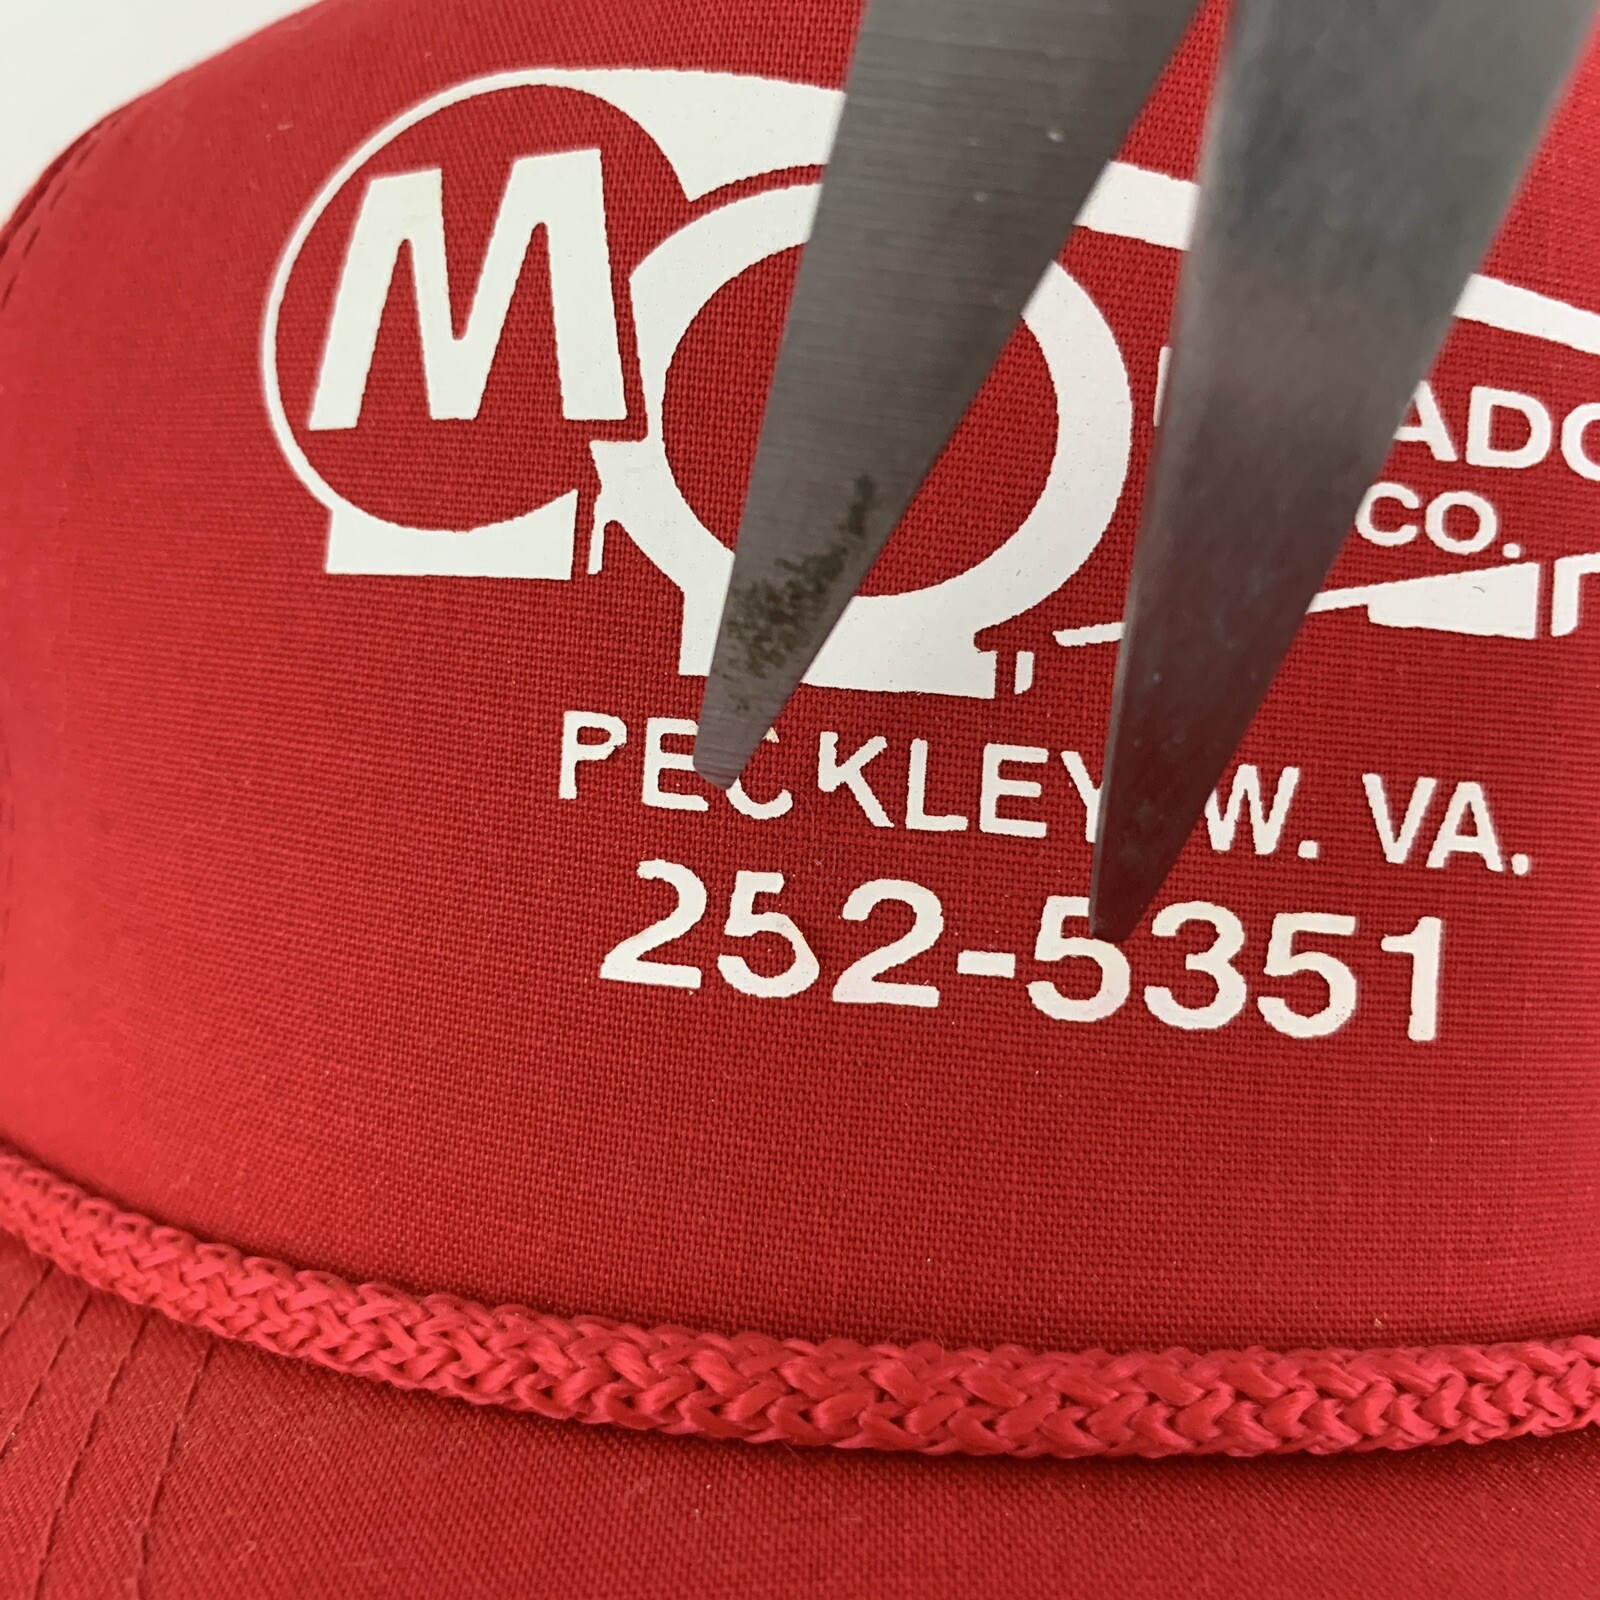 M
ADO
CO.
PECKLEY W. VA.
252-5351